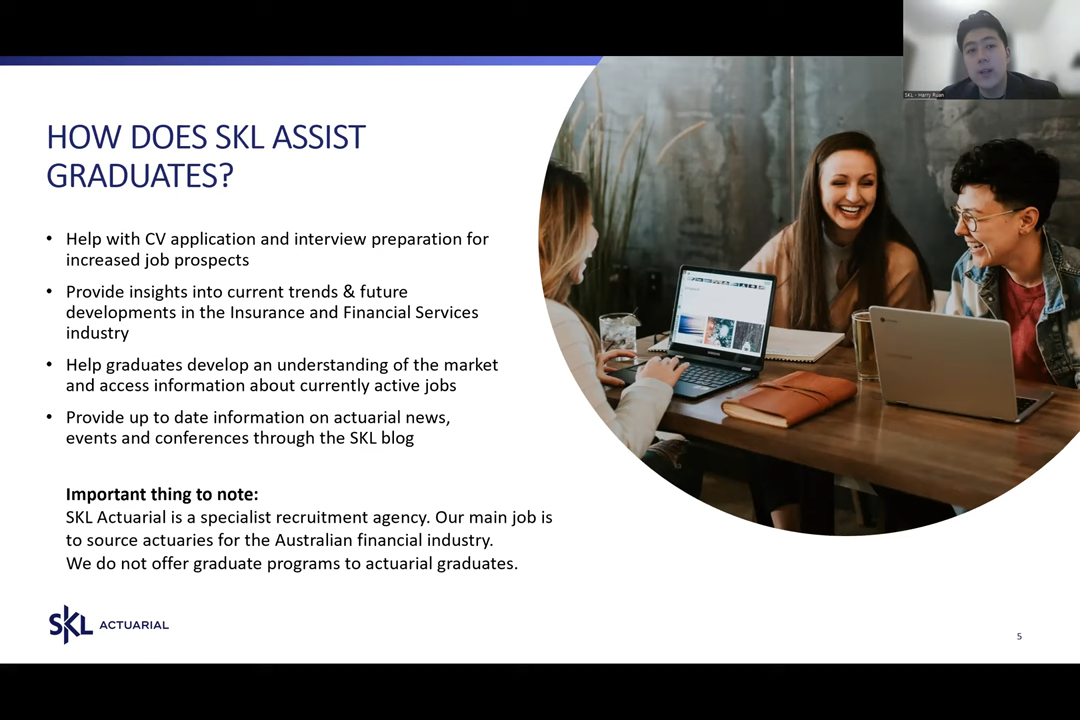 SKL - Harry Ruan
HOW DOES SKL ASSIST
GRADUATES?
• Help with CV application and interview preparation for
increased job prospects
• Provide insights into current trends & future
developments in the Insurance and Financial Services
industry
• Help graduates develop an understanding of the market
and access information about currently active jobs
• Provide up to date information on actuarial news,
events and conferences through the SKL blog
Important thing to note:
SKL Actuarial is a specialist recruitment agency. Our main job is
to source actuaries for the Australian financial industry.
We do not offer graduate programs to actuarial graduates.
SKL ACTUARIAL
5